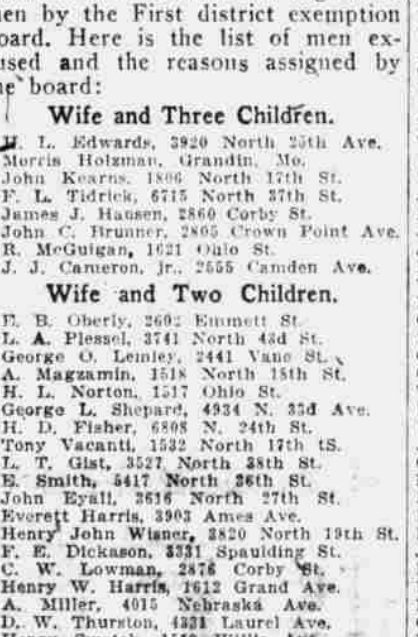 men by the First district exemption
board. Here is the list of men ex-
used and the reasons assigned by
he board:
Wife and Three Children.
H. L. Edwards, 3920 North 25th Ave.
Morris Holzman, Grandin, Mo.
John Kearns, 1806 North 17th St.
F. L. Tidrick, 6715 North 37th St.
James J. Hansen, 2860 Corby St.
John C. Brunner, 2805 Crown Point Ave.
R. McGuigan, 1621 Ohio St.
J. J. Cameron, jr., 2555 Camden Ave.
Wife and Two Children.
E. B. Oberly, 2602 Emmett St.
L. A. Plessel, 3741 North 43d St.
George O. Lemley, 2441 Vane St.
A. Magzamin, 1518 North 18th St.
H. L. Norton, 1517 Ohio St.
George L. Shepard, 4934 N. 33d Ave.
H. D. Fisher, 6808 N. 24th St.
Tony Vacanti, 1532 North 17th tS.
L. T. Gist, 3527 North 38th St.
E. Smith, 5417 North 36th St.
John Eyall, 3616 North 27th St.
Everett Harris, 3903 Ames Ave.
Henry John Wisner, 3820 North 19th St.
F. E. Dickason, 3331 Spaulding St.
C. W. Lowman, 2876 Corby St.
Henry W. Harris, 1612 Grand Ave.
A. Miller, 4015 Nebraska Ave.
D. W. Thurston, 4331 Laurel Ave.